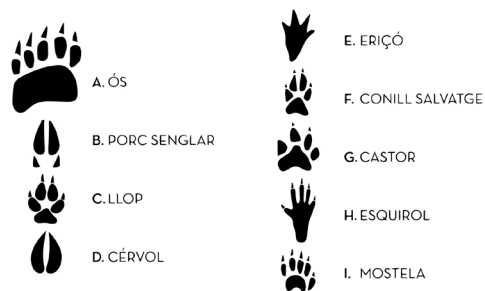 A. ÓS
B. PORC SENGLAR
C. LLOP
D. CÉRVOL
E. ERIÇÓ
F. CONILL SALVATGE
G. CASTOR
H. ESQUIROL
I. MOSTELA